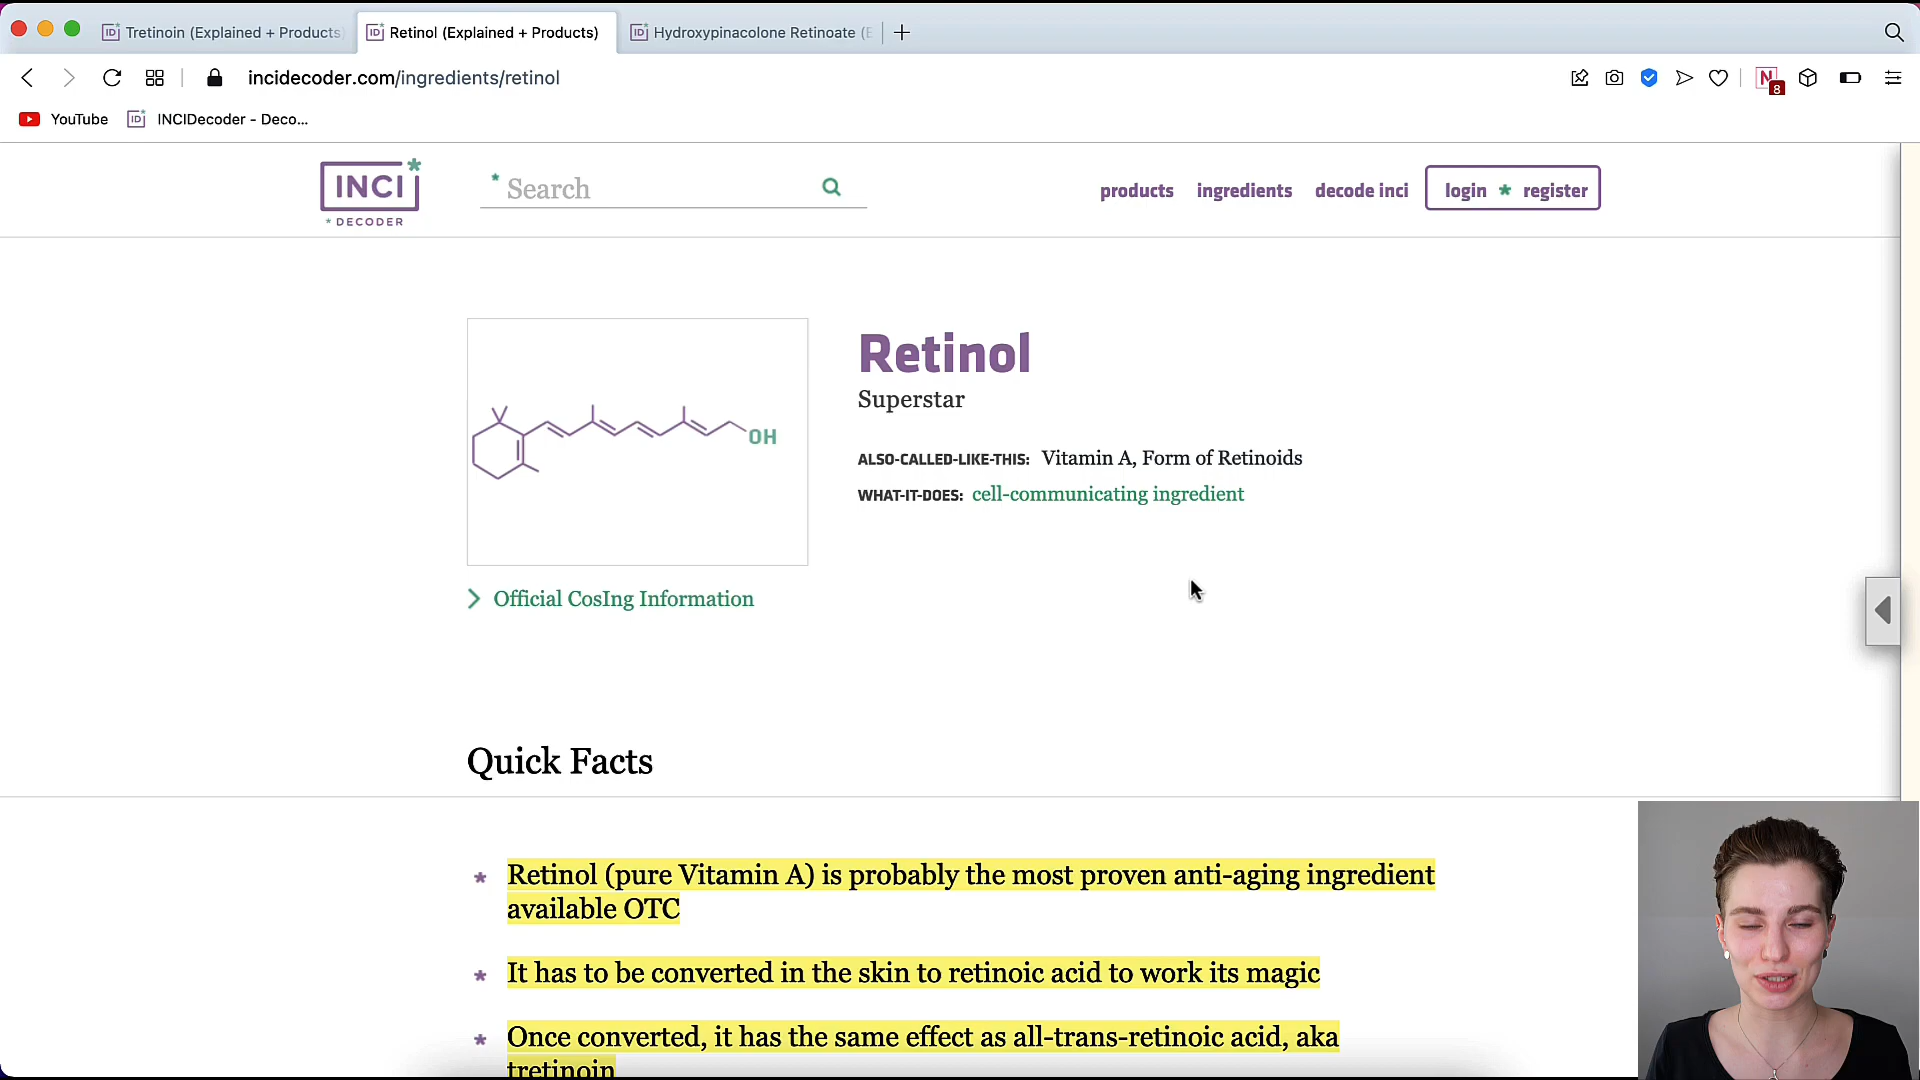 Tretinoin (Explained + Products)
Retinol (Explained + Products)
Hydroxypinacolone Retinoate (E
incidecoder.com/ingredients/retinol
N
8
YouTube
INCIDecoder - Deco...
INCI*
* DECODER
* Search
products
ingredients
decode inci
login * register
OH
Retinol
Superstar
ALSO-CALLED-LIKE-THIS: Vitamin A, Form of Retinoids
WHAT-IT-DOES: cell-communicating ingredient
Official CosIng Information
Quick Facts
* Retinol (pure Vitamin A) is probably the most proven anti-aging ingredient
available OTC
* It has to be converted in the skin to retinoic acid to work its magic
* Once converted, it has the same effect as all-trans-retinoic acid, aka
tretinoin